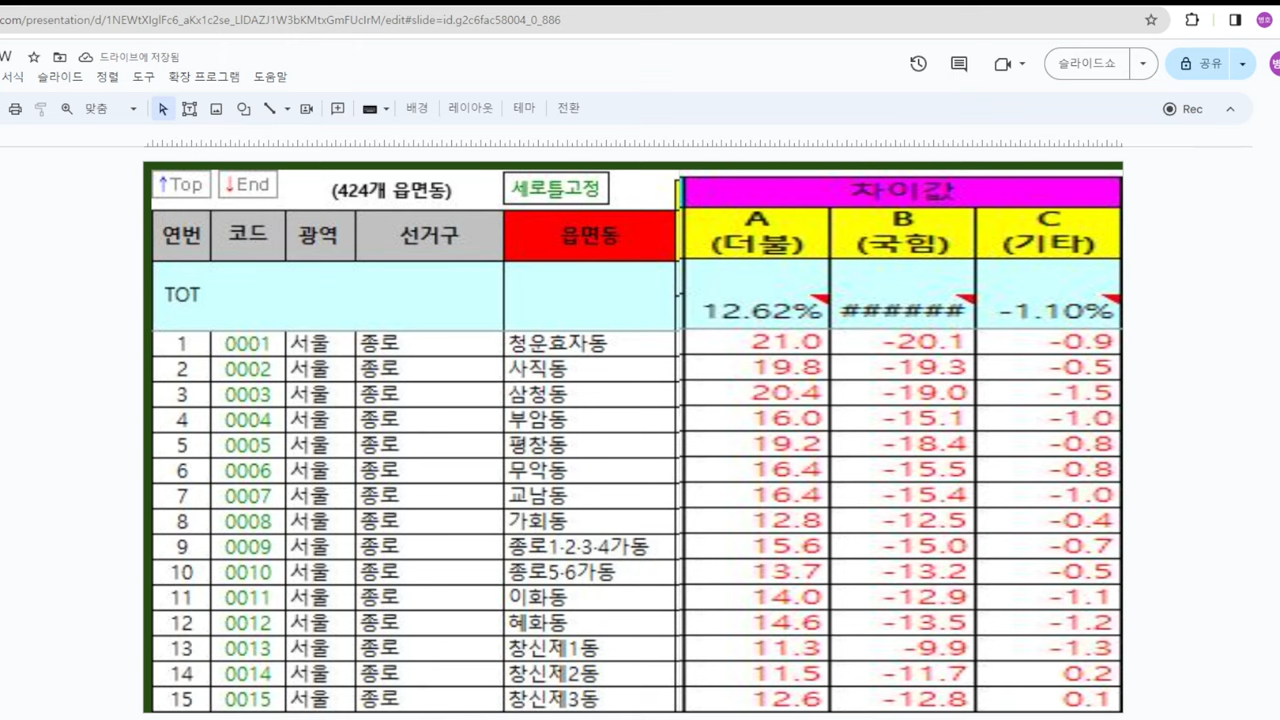 com/presentation/d/1NEWtXIglFc6_aKx1c2se_LlDAZJ1W3bKMtxGmFUcIrM/edit#slide=id.g2c6fac58004_0_886
W 드라이브에 저장됨
서식 슬라이드 정렬 도구 확장 프로그램 도움말
슬라이드쇼 공유
맞춤 배경 레이아웃 테마 전환 Rec
↑Top ↓End (424개 읍면동) 세로틀고정 차이값
연번 코드 광역 선거구 읍면동 A (더불) B (국힘) C (기타)
TOT 12.62% ###### -1.10%
1 0001 서울 종로 청운효자동 21.0 -20.1 -0.9
2 0002 서울 종로 사직동 19.8 -19.3 -0.5
3 0003 서울 종로 삼청동 20.4 -19.0 -1.5
4 0004 서울 종로 부암동 16.0 -15.1 -1.0
5 0005 서울 종로 평창동 19.2 -18.4 -0.8
6 0006 서울 종로 무악동 16.4 -15.5 -0.8
7 0007 서울 종로 교남동 16.4 -15.4 -1.0
8 0008 서울 종로 가회동 12.8 -12.5 -0.4
9 0009 서울 종로 종로1·2·3·4가동 15.6 -15.0 -0.7
10 0010 서울 종로 종로5·6가동 13.7 -13.2 -0.5
11 0011 서울 종로 이화동 14.0 -12.9 -1.1
12 0012 서울 종로 혜화동 14.6 -13.5 -1.2
13 0013 서울 종로 창신제1동 11.3 -9.9 -1.3
14 0014 서울 종로 창신제2동 11.5 -11.7 0.2
15 0015 서울 종로 창신제3동 12.6 -12.8 0.1